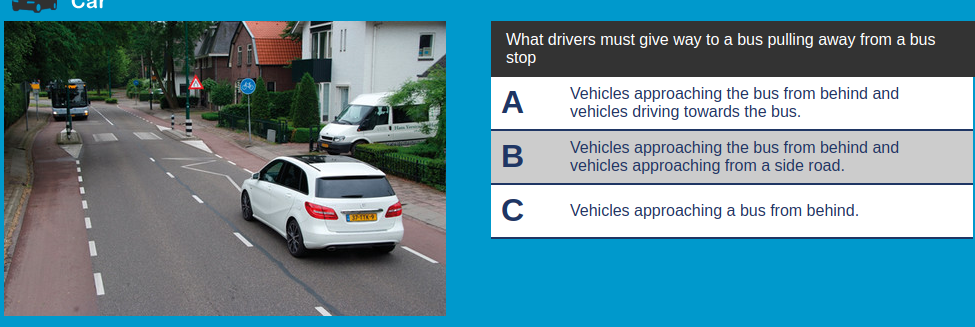 Car
What drivers must give way to a bus pulling away from a bus
stop
A
Vehicles approaching the bus from behind and
vehicles driving towards the bus.
B
Vehicles approaching the bus from behind and
vehicles approaching from a side road.
C
Vehicles approaching a bus from behind.